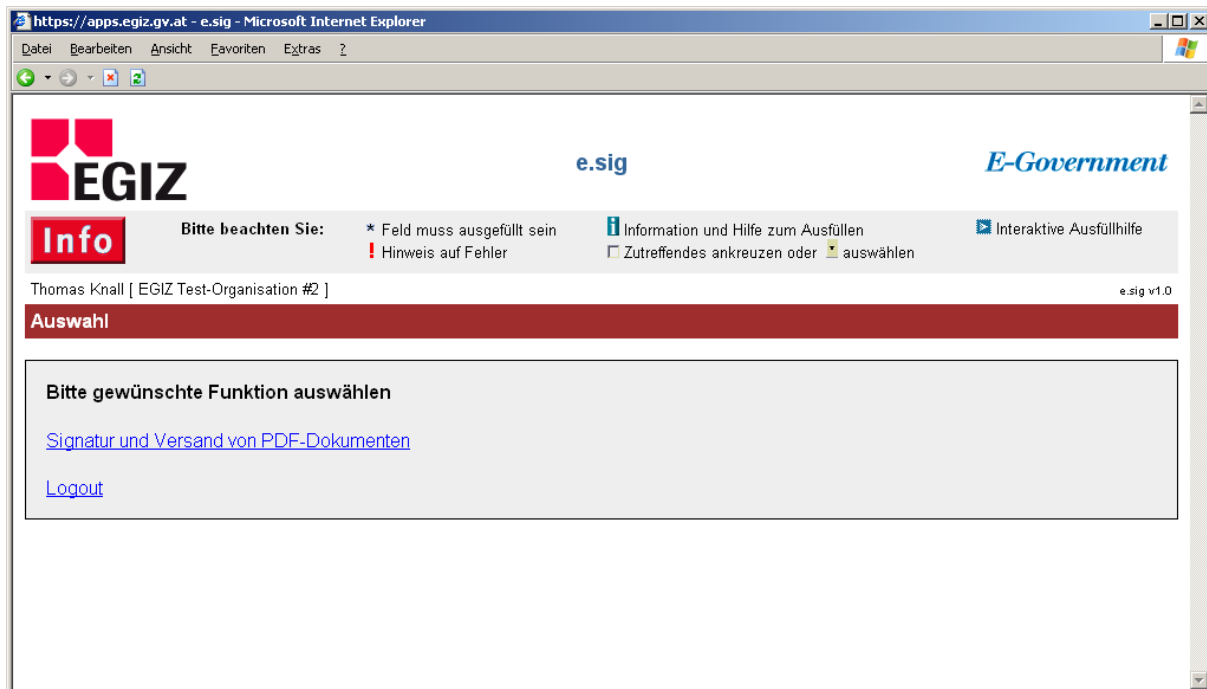 https://apps.egiz.gv.at - e.sig - Microsoft Internet Explorer
Datei Bearbeiten Ansicht Favoriten Extras ?
EGIZ
e.sig
E-Government
Info
Bitte beachten Sie:
* Feld muss ausgefüllt sein
! Hinweis auf Fehler
i Information und Hilfe zum Ausfüllen
Zutreffendes ankreuzen oder auswählen
Interaktive Ausfüllhilfe
Thomas Knall [ EGIZ Test-Organisation #2 ]
e.sig v1.0
Auswahl
Bitte gewünschte Funktion auswählen
Signatur und Versand von PDF-Dokumenten
Logout